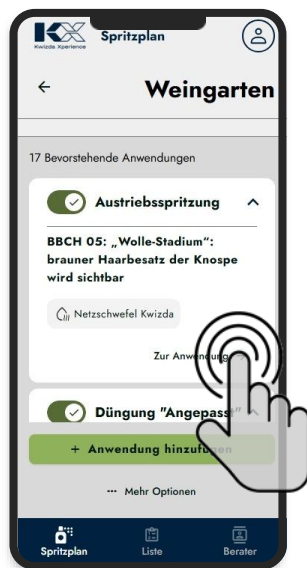 KX Spritzplan
Kwizda Xperience
← Weingarten
17 Bevorstehende Anwendungen
Austriebsspritzung
BBCH 05: „Wolle-Stadium“:
brauner Haarbesatz der Knospe
wird sichtbar
Netzschwefel Kwizda
Zur Anwendung
Düngung "Angepasst"
+ Anwendung hinzufügen
··· Mehr Optionen
Spritzplan Liste Berater